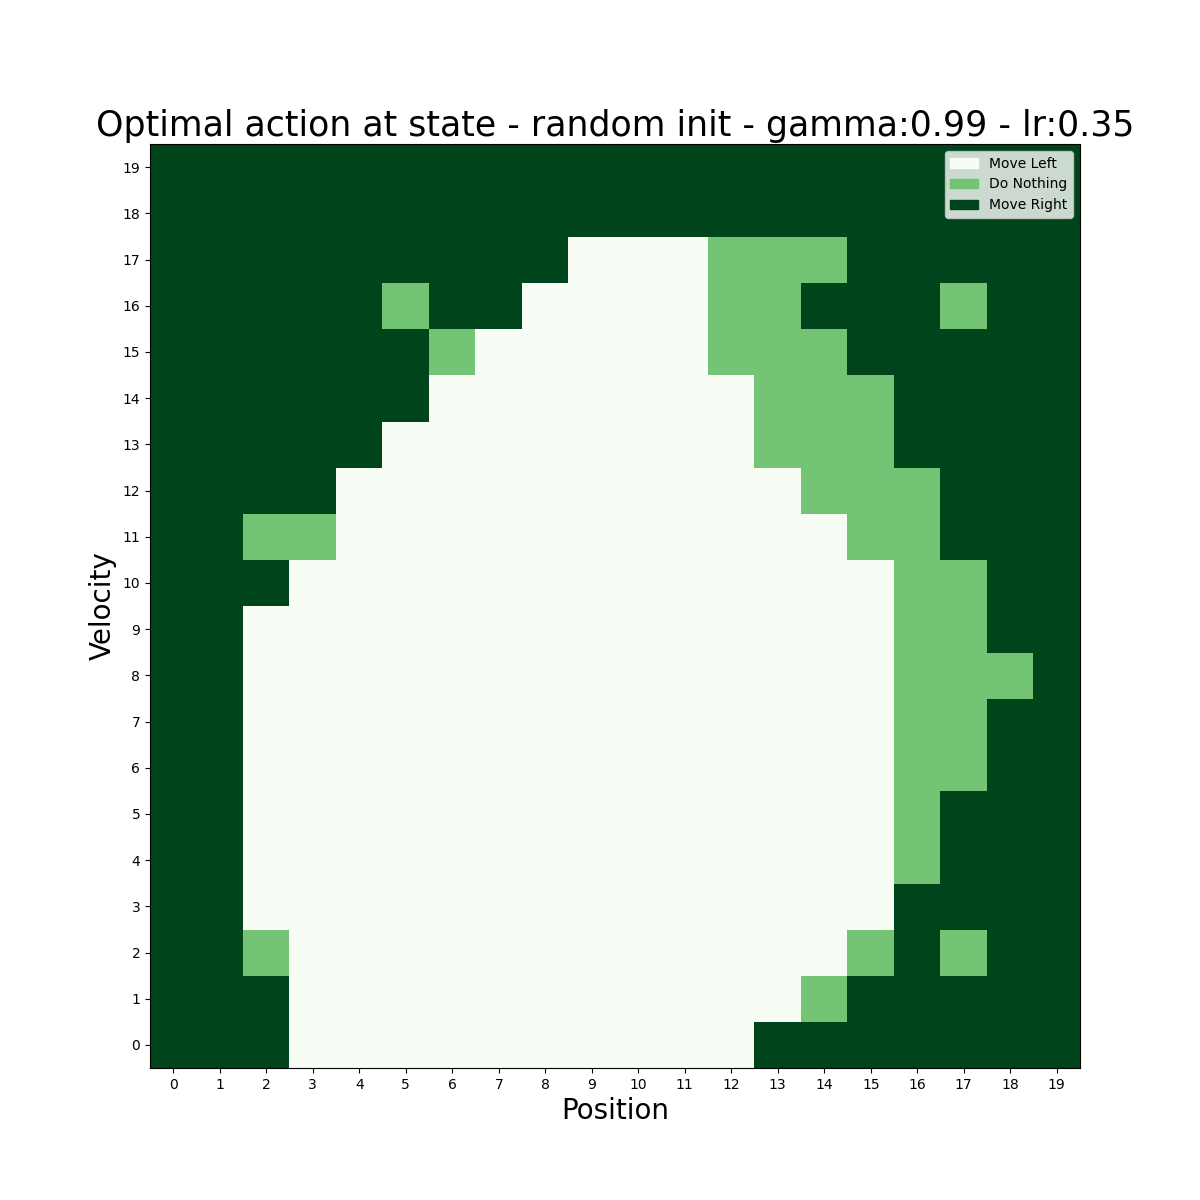 Optimal action at state - random init - gamma:0.99 - lr:0.35
Move Left
Do Nothing
Move Right
Velocity
19
18
17
16
15
14
13
12
11
10
9
8
7
6
5
4
3
2
1
0
0 1 2 3 4 5 6 7 8 9 10 11 12 13 14 15 16 17 18 19
Position